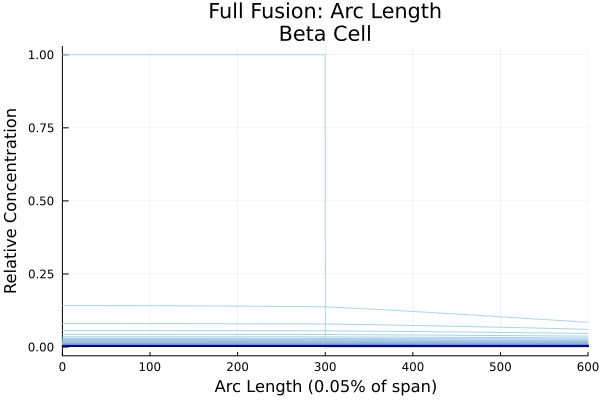 Full Fusion: Arc Length
Beta Cell
Relative Concentration
1.00
0.75
0.50
0.25
0.00
0 100 200 300 400 500 600
Arc Length (0.05% of span)